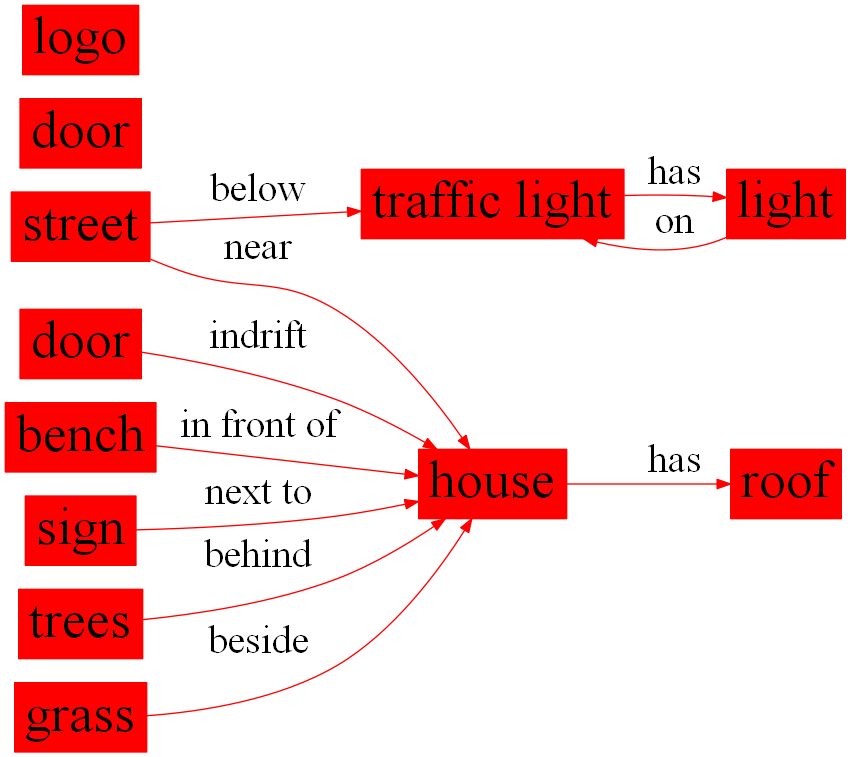 logo
door
street
below
traffic light
has
light
on
near
door
indrift
bench
in front of
house
has
roof
sign
next to
trees
behind
grass
beside